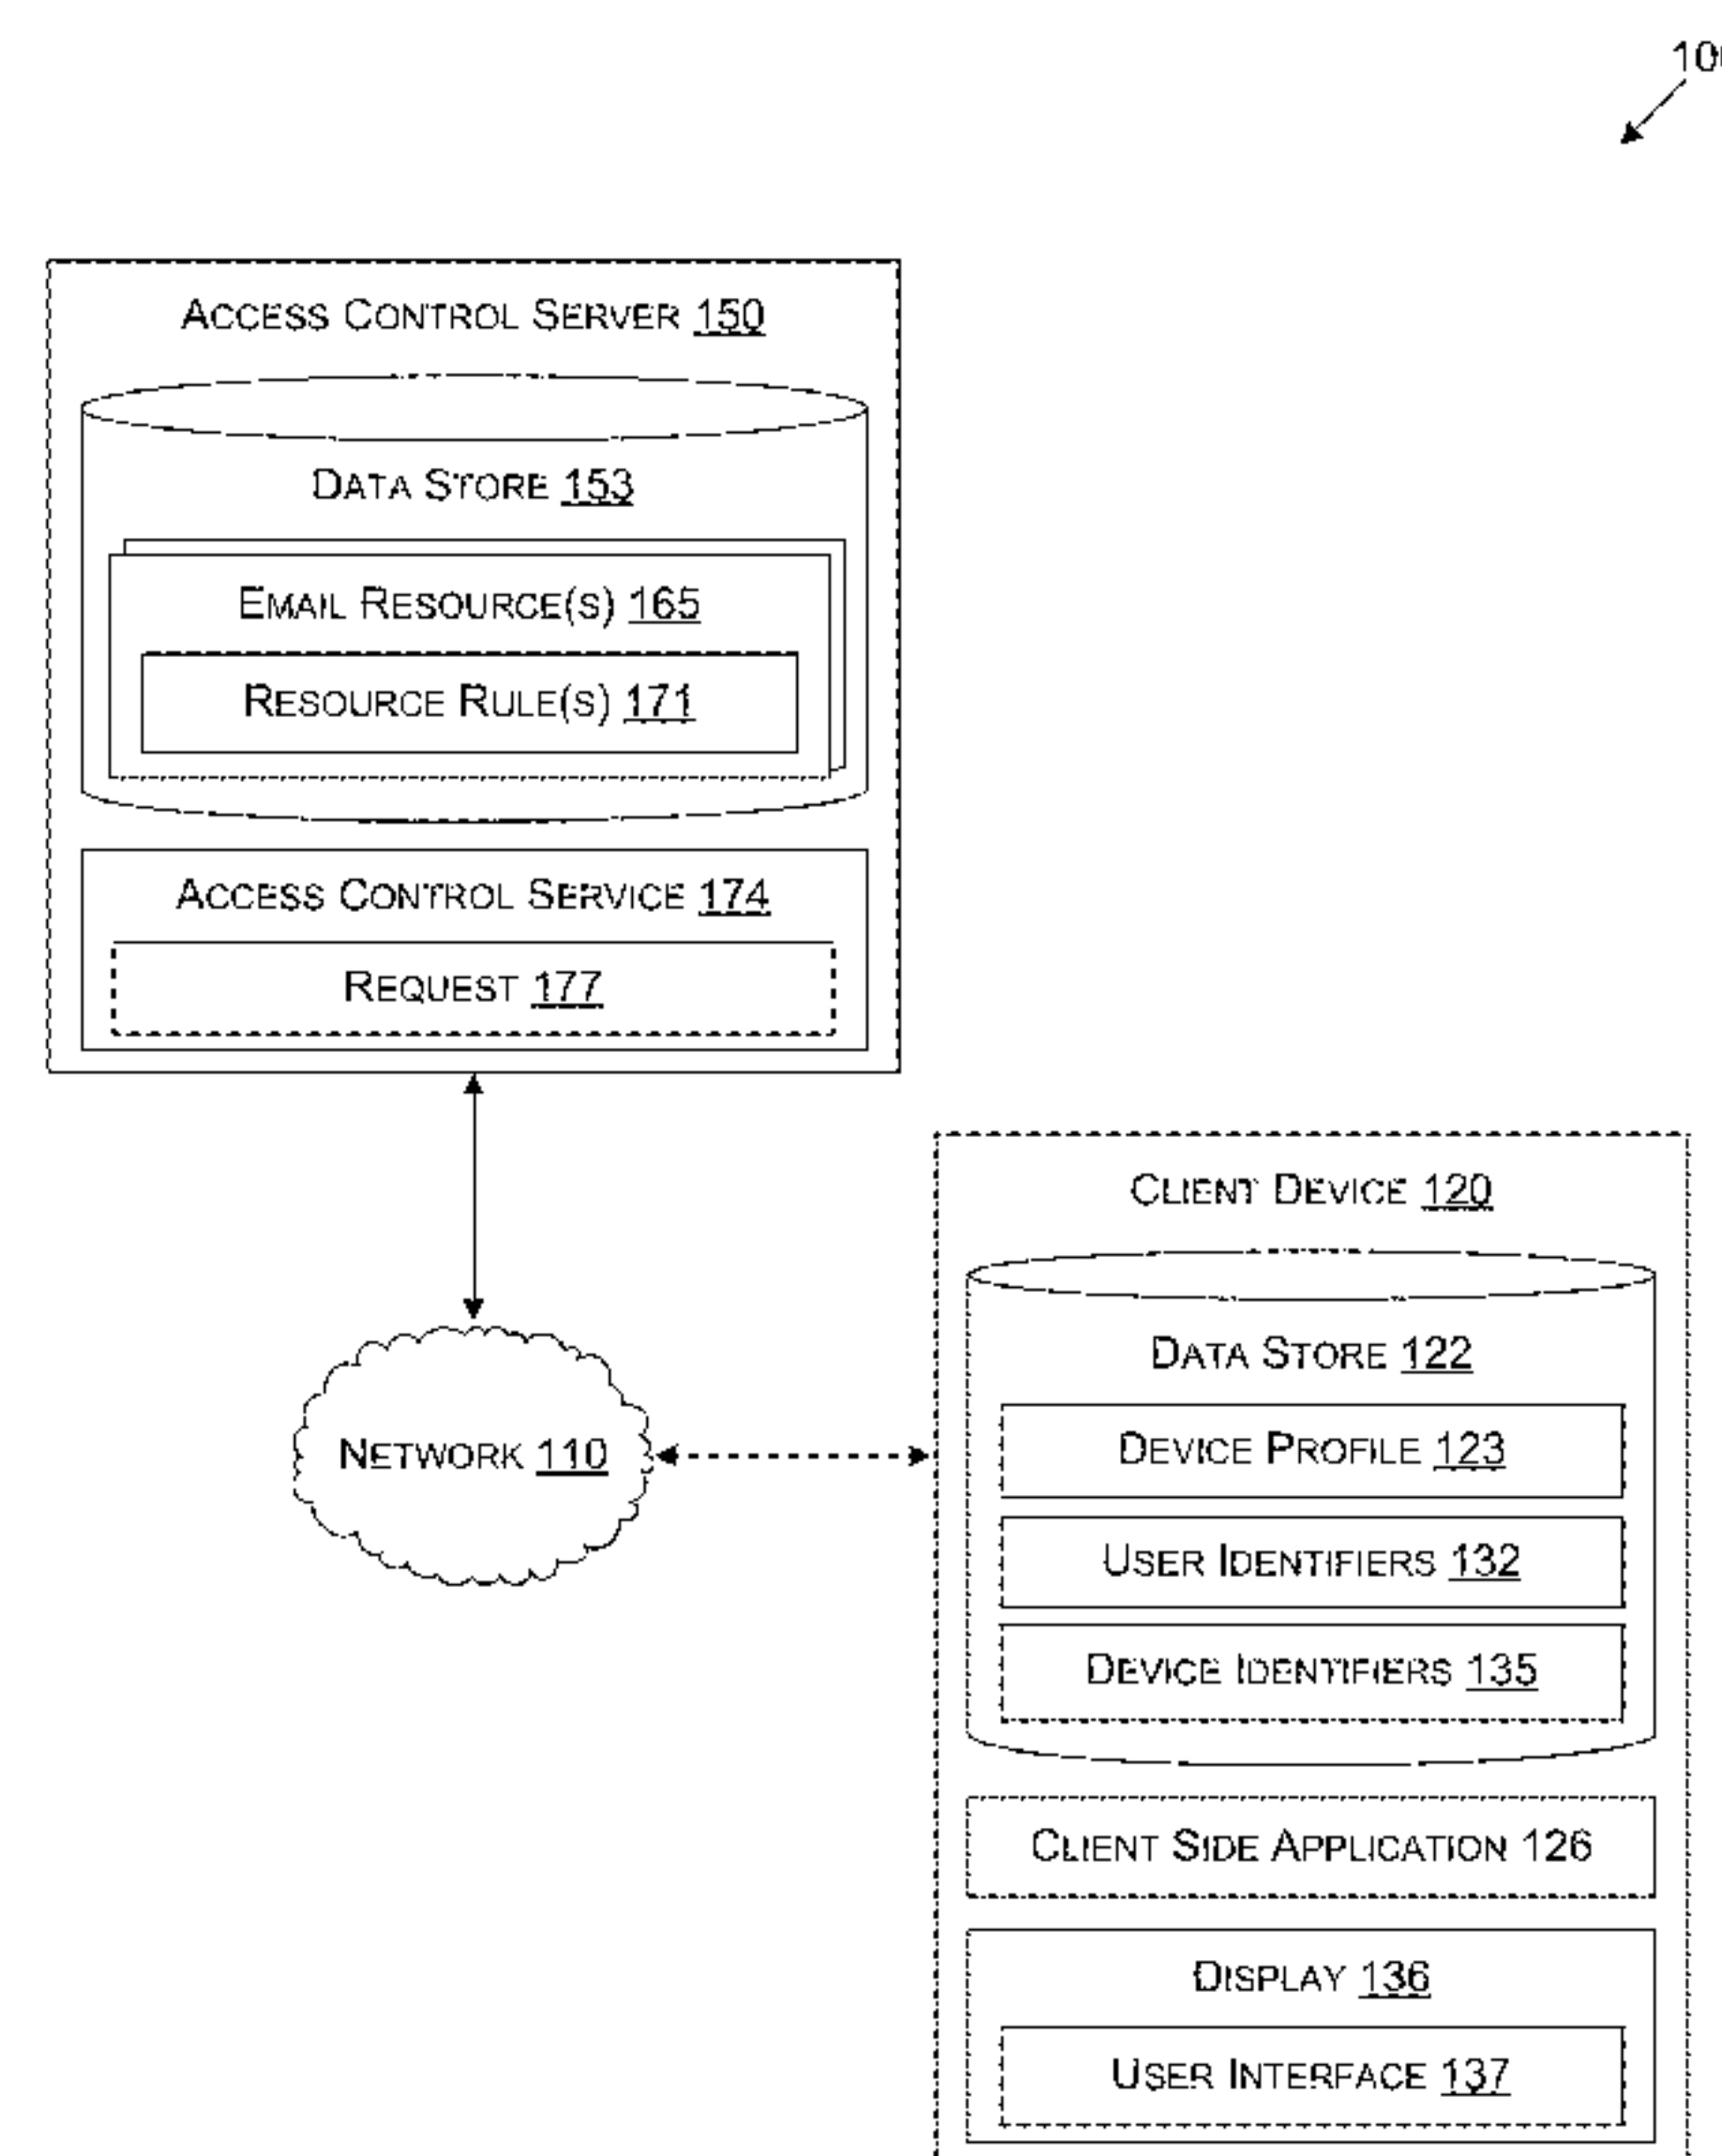 ACCESS CONTROL SERVER 150
DATA STORE 153
EMAIL RESOURCE(S) 165
RESOURCE RULE(S) 171
ACCESS CONTROL SERVICE 174
REQUEST 177
NETWORK 110
CLIENT DEVICE 120
DATA STORE 122
DEVICE PROFILE 123
USER IDENTIFIERS 132
DEVICE IDENTIFIERS 135
CLIENT SIDE APPLICATION 126
DISPLAY 136
USER INTERFACE 137